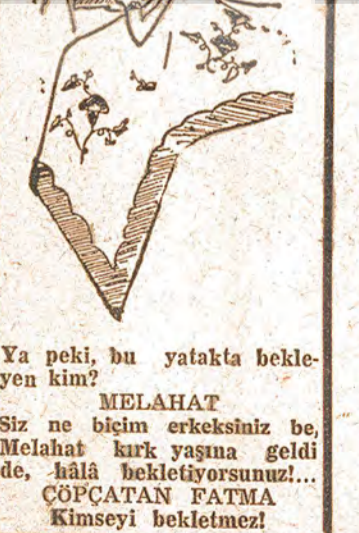 Ya peki, bu yatakta bekle-
yen kim?
MELAHAT
Siz ne biçim erkeksiniz be,
Melahat kırk yaşına geldi
de, hâlâ bekletiyorsunuz!...
ÇÖPÇATAN FATMA
Kimseyi bekletmez!